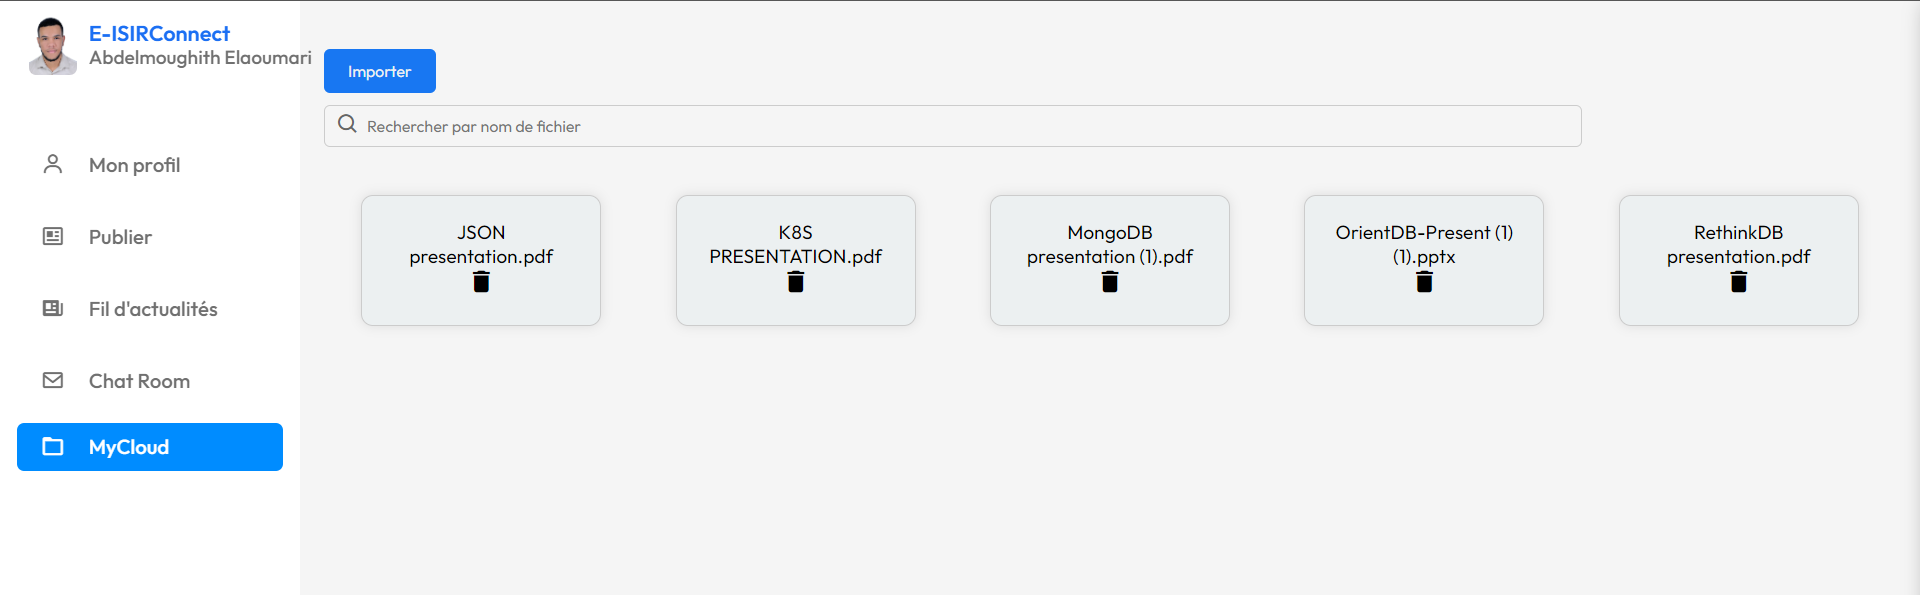 E-ISIRConnect
Abdelmoughith Elaoumari
Mon profil
Publier
Fil d'actualités
Chat Room
MyCloud
Importer
Rechercher par nom de fichier
JSON
presentation.pdf
K8S
PRESENTATION.pdf
MongoDB
presentation (1).pdf
OrientDB-Present (1)
(1).pptx
RethinkDB
presentation.pdf